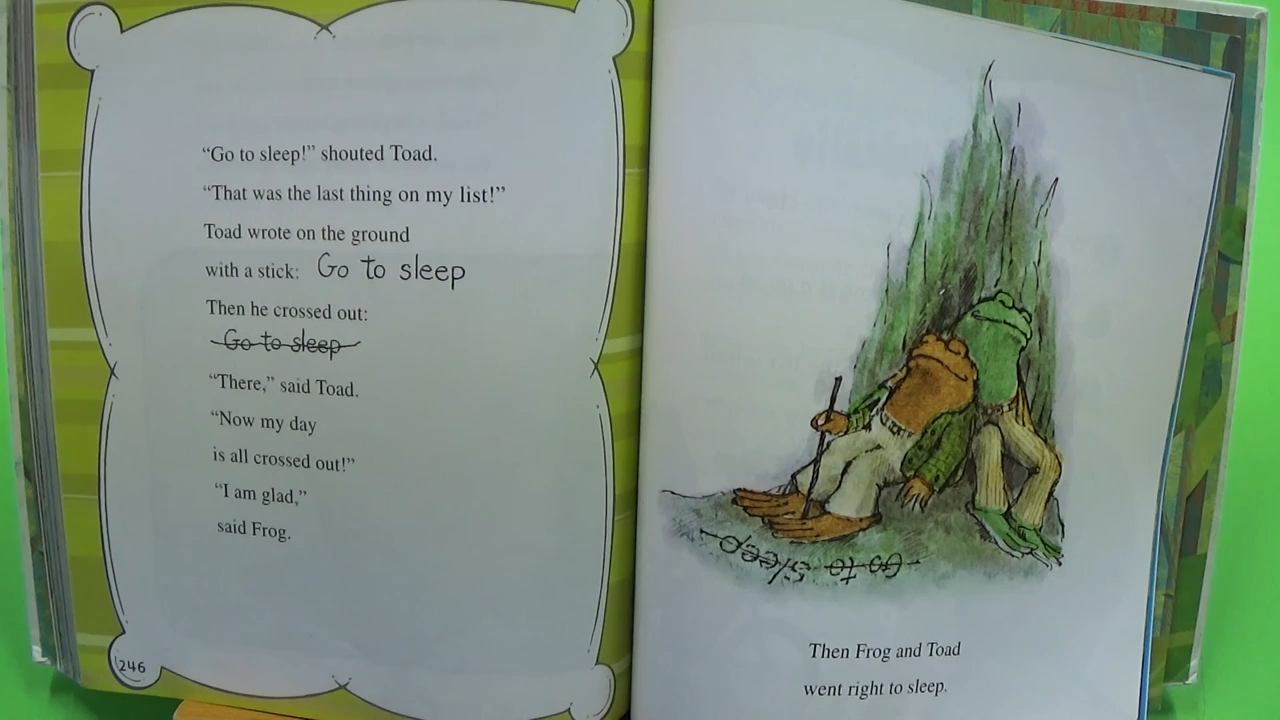 “Go to sleep!” shouted Toad.
“That was the last thing on my list!”
Toad wrote on the ground
with a stick: Go to sleep
Then he crossed out:
Go to sleep
“There,” said Toad.
“Now my day
is all crossed out!”
“I am glad,”
said Frog.
246
Go to sleep
Then Frog and Toad
went right to sleep.